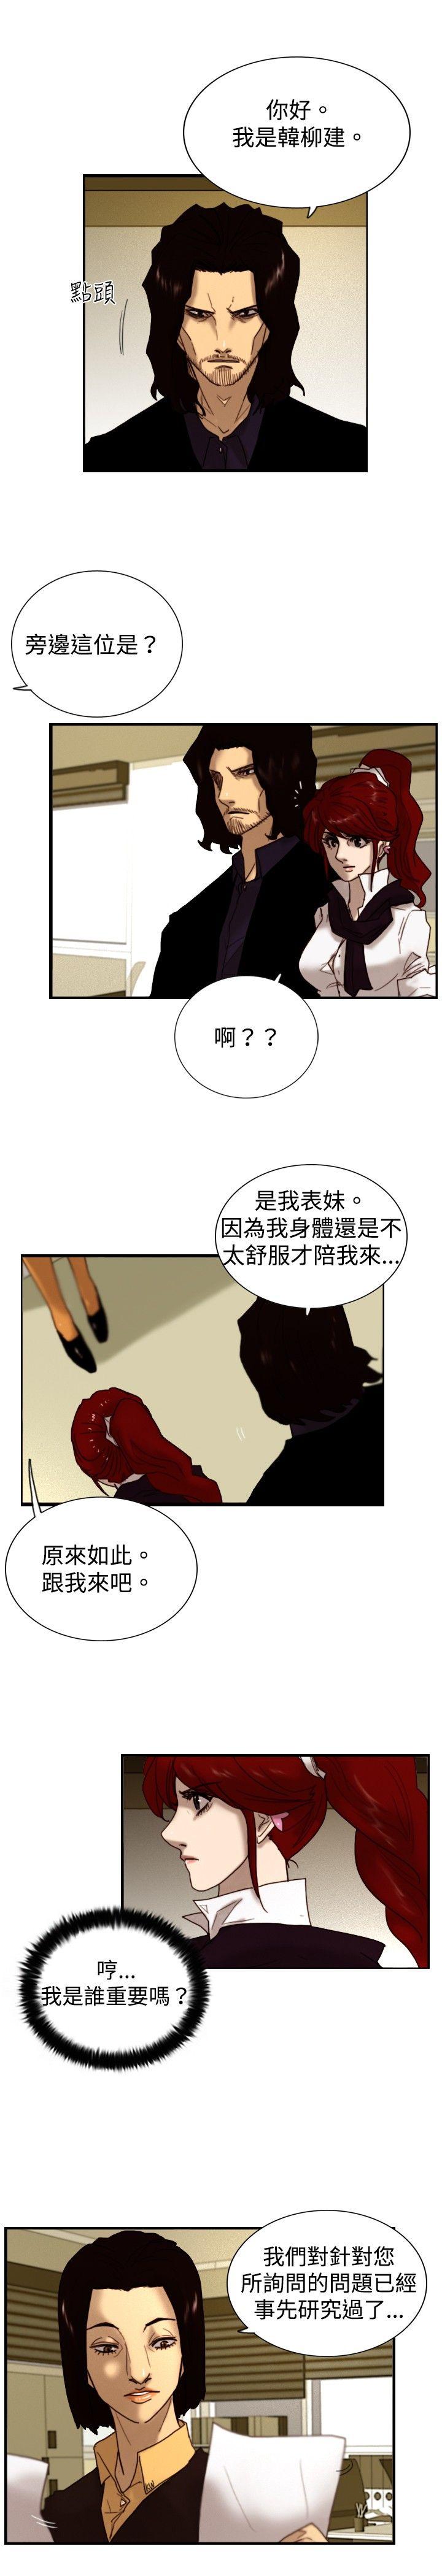 你好。
我是韓柳建。
點頭
旁邊這位是？
啊？？
是我表妹。
因為我身體還是不
太舒服才陪我來...
原來如此。
跟我來吧。
哼...
我是誰重要嗎？
我們對針對您
所詢問的問題已經
事先研究過了...